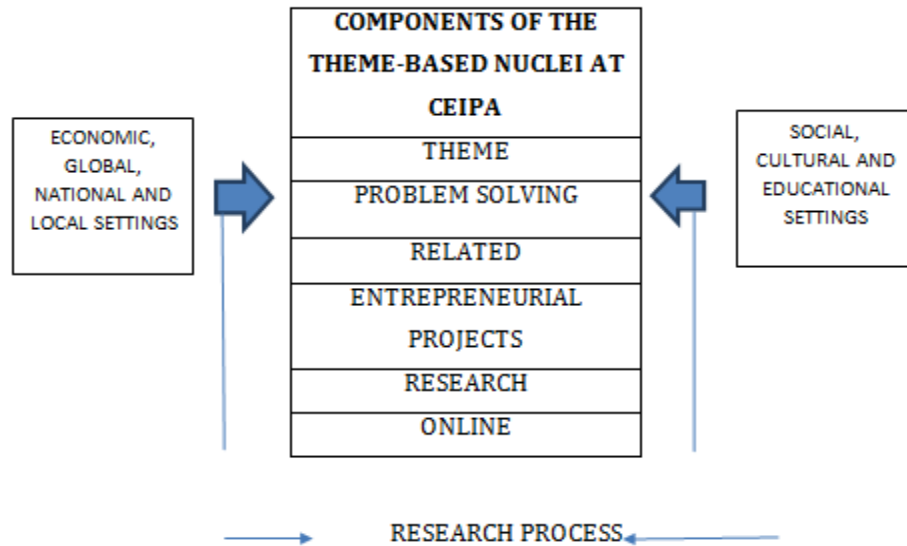 COMPONENTS OF THE
THEME-BASED NUCLEI AT
CEIPA
ECONOMIC,
GLOBAL,
NATIONAL AND
LOCAL SETTINGS
THEME
PROBLEM SOLVING
RELATED
ENTREPRENEURIAL
PROJECTS
RESEARCH
ONLINE
SOCIAL,
CULTURAL AND
EDUCATIONAL
SETTINGS
RESEARCH PROCESS